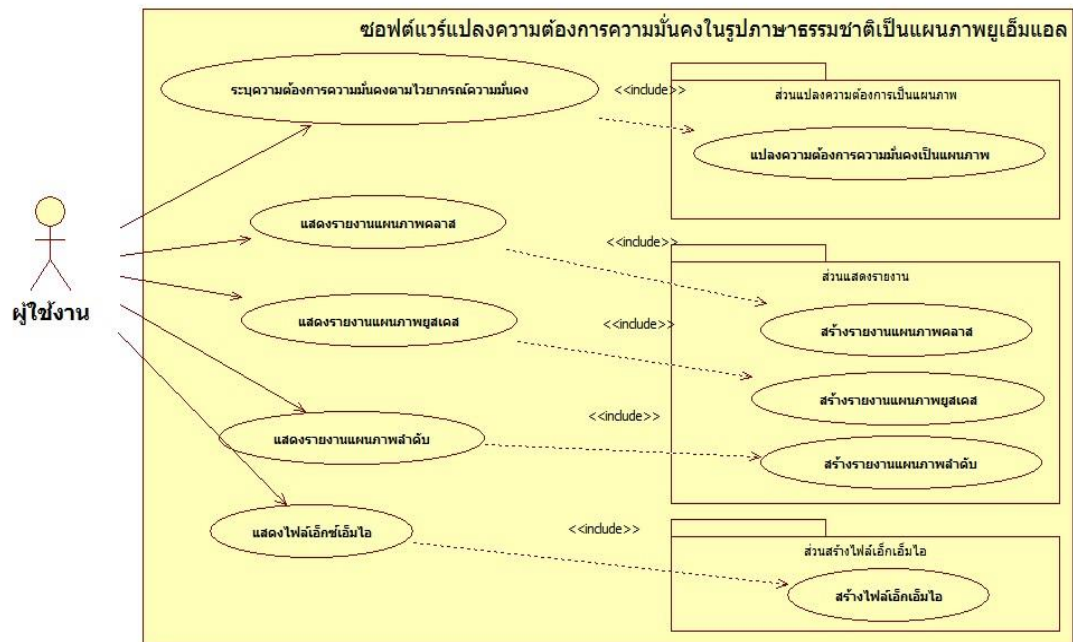 ซอฟต์แวร์แปลงความต้องการความมั่นคงในรูปภาษาธรรมชาติเป็นแผนภาพยูเอ็มแอล
ระบุความต้องการความมั่นคงตามไวยากรณ์ความมั่นคง
<<include>>
ส่วนแปลงความต้องการเป็นแผนภาพ
แปลงความต้องการความมั่นคงเป็นแผนภาพ
แสดงรายงานแผนภาพคลาส
<<include>>
ส่วนแสดงรายงาน
ผู้ใช้งาน
แสดงรายงานแผนภาพยูสเคส
<<include>>
สร้างรายงานแผนภาพคลาส
สร้างรายงานแผนภาพยูสเคส
<<include>>
แสดงรายงานแผนภาพลำดับ
สร้างรายงานแผนภาพลำดับ
แสดงไฟล์เอ็กซ์เอ็มไอ
<<include>>
ส่วนสร้างไฟล์เอ็กเอ็มไอ
สร้างไฟล์เอ็กเอ็มไอ